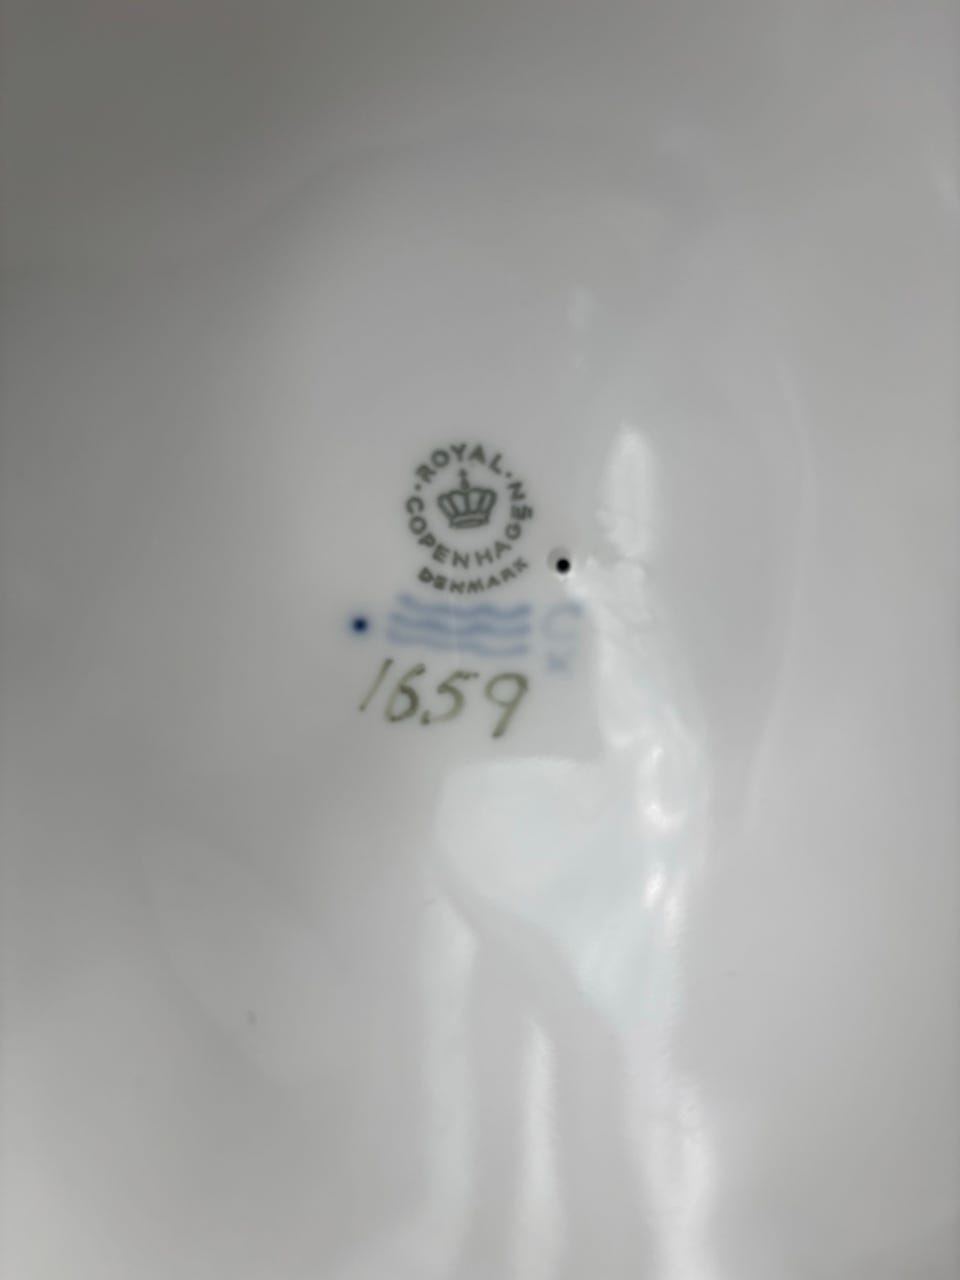 ROYAL · COPENHAGEN
DENMARK
1659